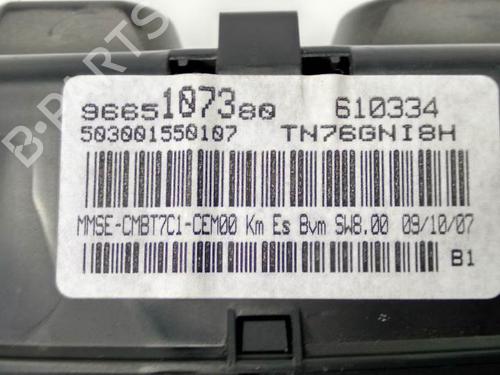 B-PARTS
9665107380 610334
503001550107 TN76GNI8H
MMSE-CMBT7C1-CEM00 Km Es Bvm SW8.00 09/10/07
B1